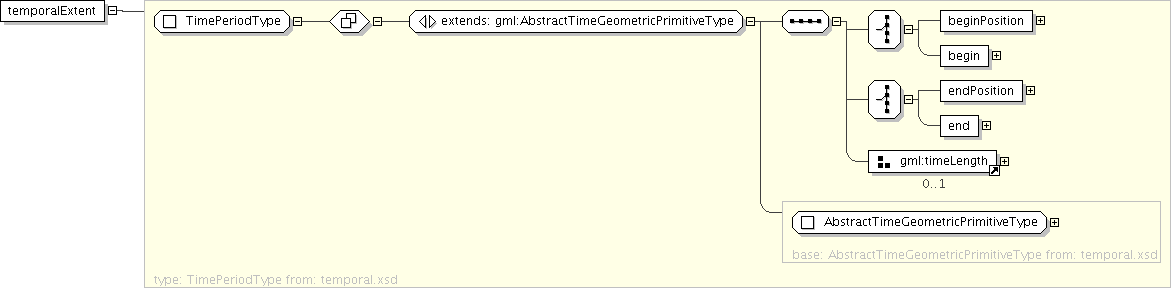 temporalExtent
TimePeriodType
extends: gml:AbstractTimeGeometricPrimitiveType
beginPosition
begin
endPosition
end
gml:timeLength
0..1
AbstractTimeGeometricPrimitiveType
base: AbstractTimeGeometricPrimitiveType from: temporal.xsd
type: TimePeriodType from: temporal.xsd